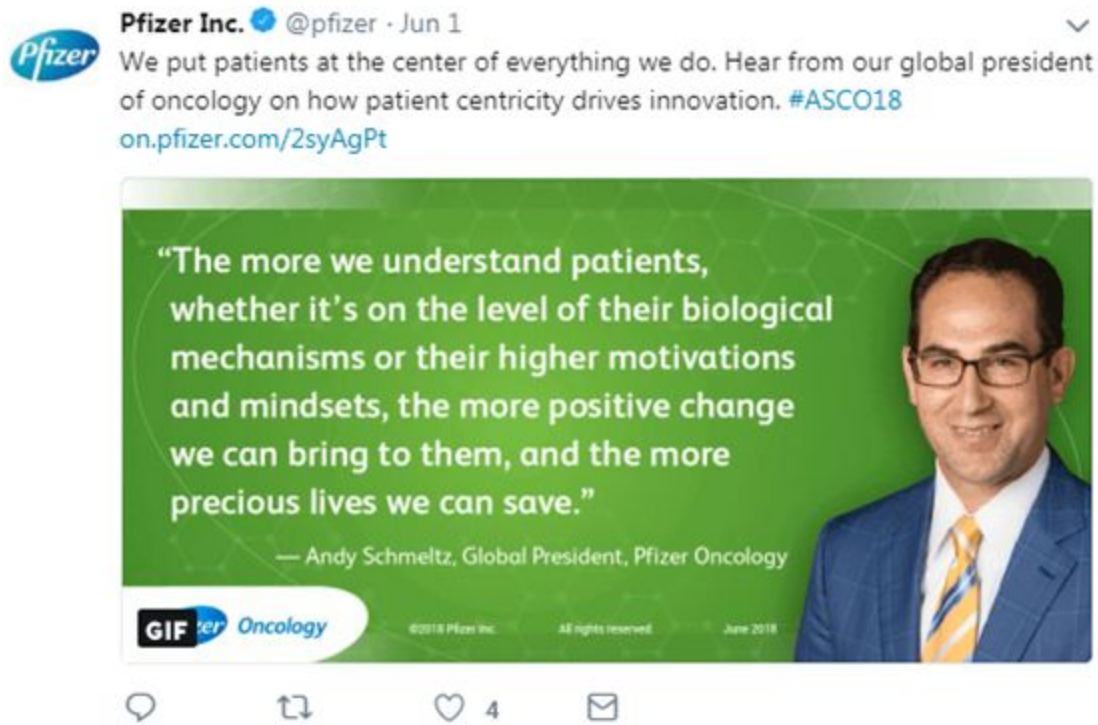 Pfizer
Pfizer Inc. @pfizer · Jun 1
We put patients at the center of everything we do. Hear from our global president
of oncology on how patient centricity drives innovation. #ASCO18
on.pfizer.com/2syAgPt
“The more we understand patients,
whether it’s on the level of their biological
mechanisms or their higher motivations
and mindsets, the more positive change
we can bring to them, and the more
precious lives we can save.”
— Andy Schmeltz, Global President, Pfizer Oncology
GIF zer Oncology ©2018 Pfizer Inc. All rights reserved. June 2018
4